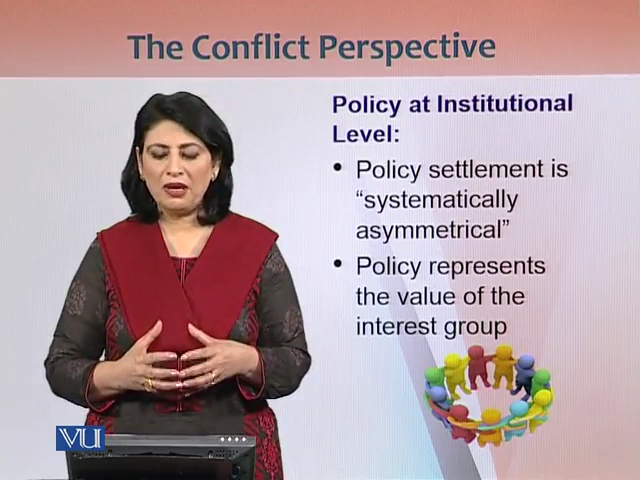 The Conflict Perspective
Policy at Institutional
Level:
• Policy settlement is
“systematically
asymmetrical”
• Policy represents
the value of the
interest group
VU